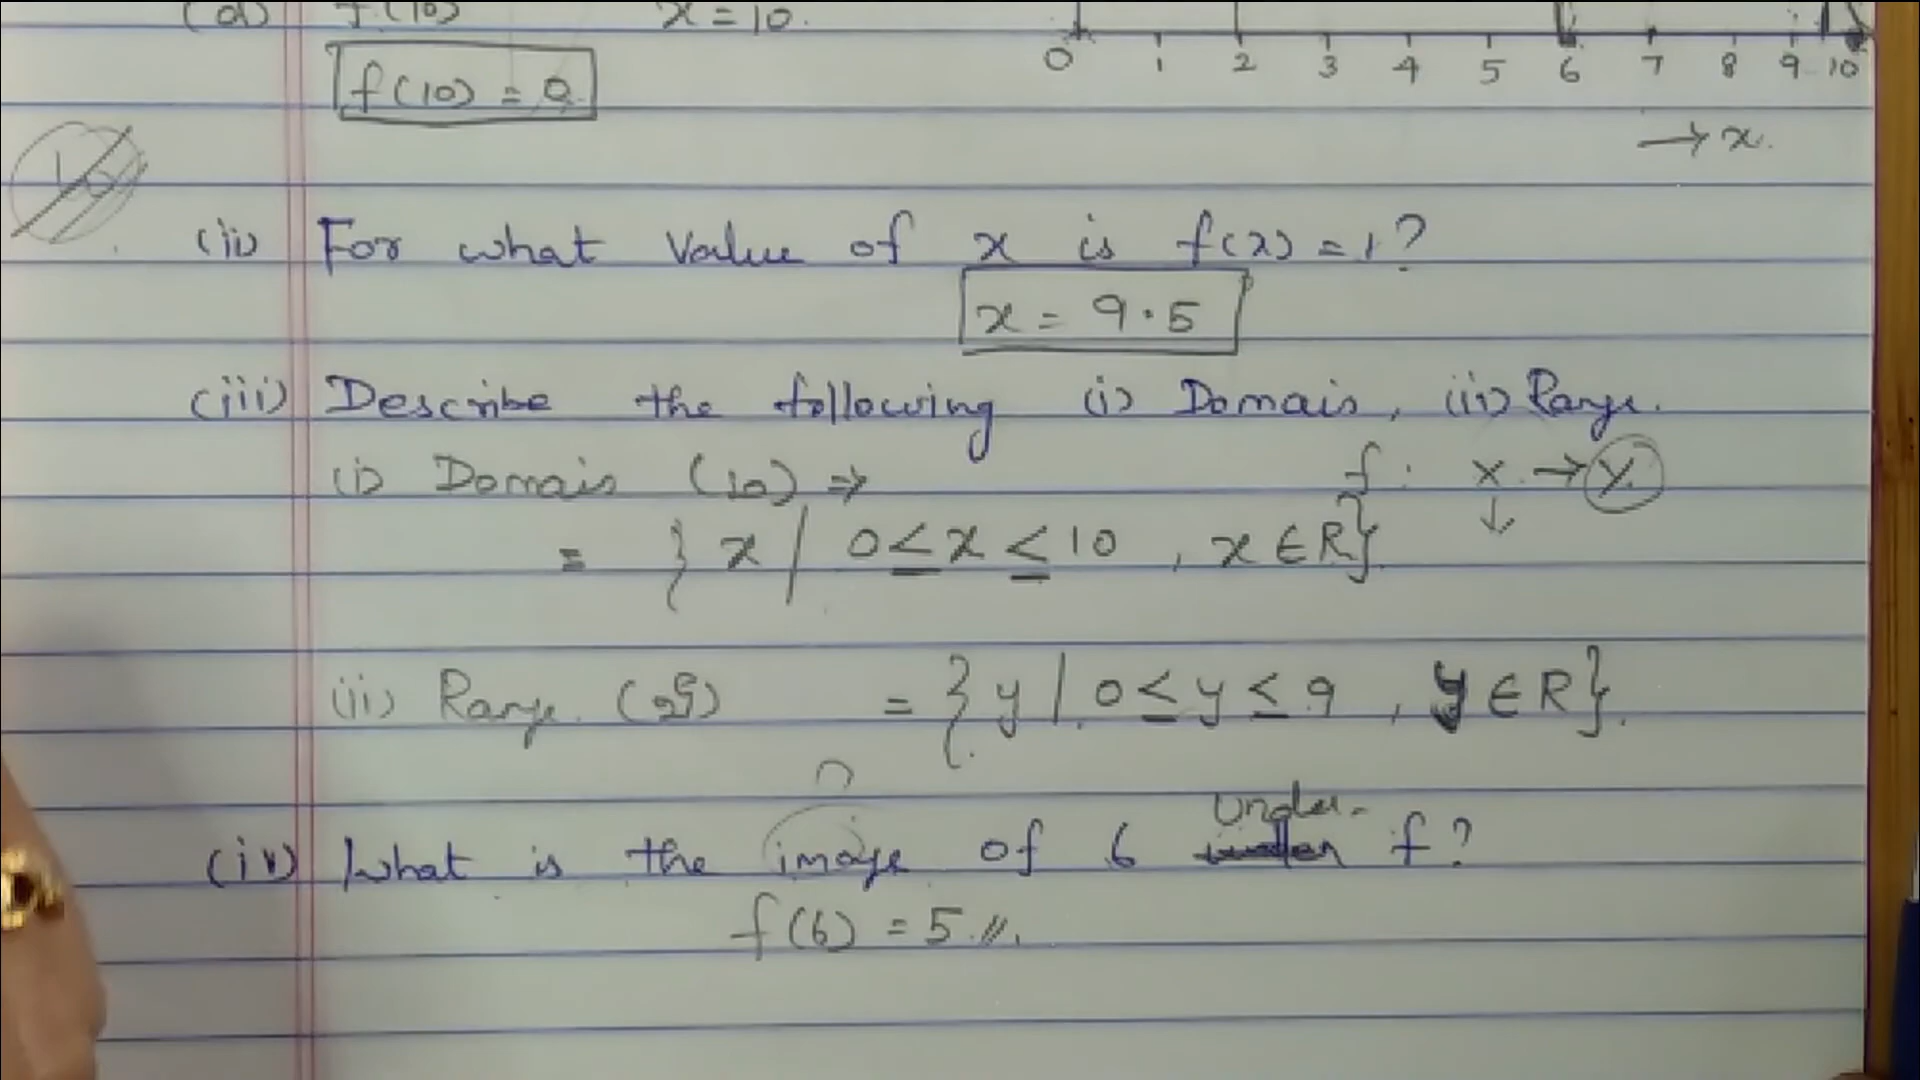 (d) f(10) x = 10.
f(10) = 0
0 1 2 3 4 5 6 7 8 9 10
→ x.
(ii) For what value of x is f(x) = 1?
x = 9.5
(iii) Describe the following (i) Domain, (ii) Range.
(i) Domain ⇒ f : x → y
= { x / 0 ≤ x ≤ 10 , x ∈ R}.
(ii) Range. = { y / 0 ≤ y ≤ 9 , y ∈ R}.
under
(iv) What is the image of 6 f?
f(6) = 5